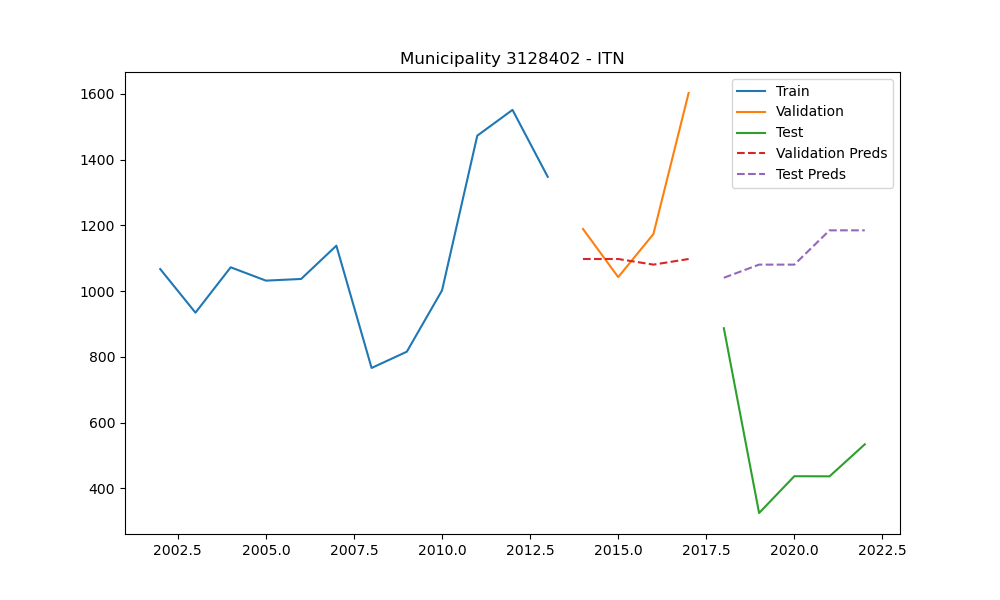 Municipality 3128402 - ITN
1600
1400
1200
1000
800
600
400
Train
Validation
Test
Validation Preds
Test Preds
2002.5 2005.0 2007.5 2010.0 2012.5 2015.0 2017.5 2020.0 2022.5